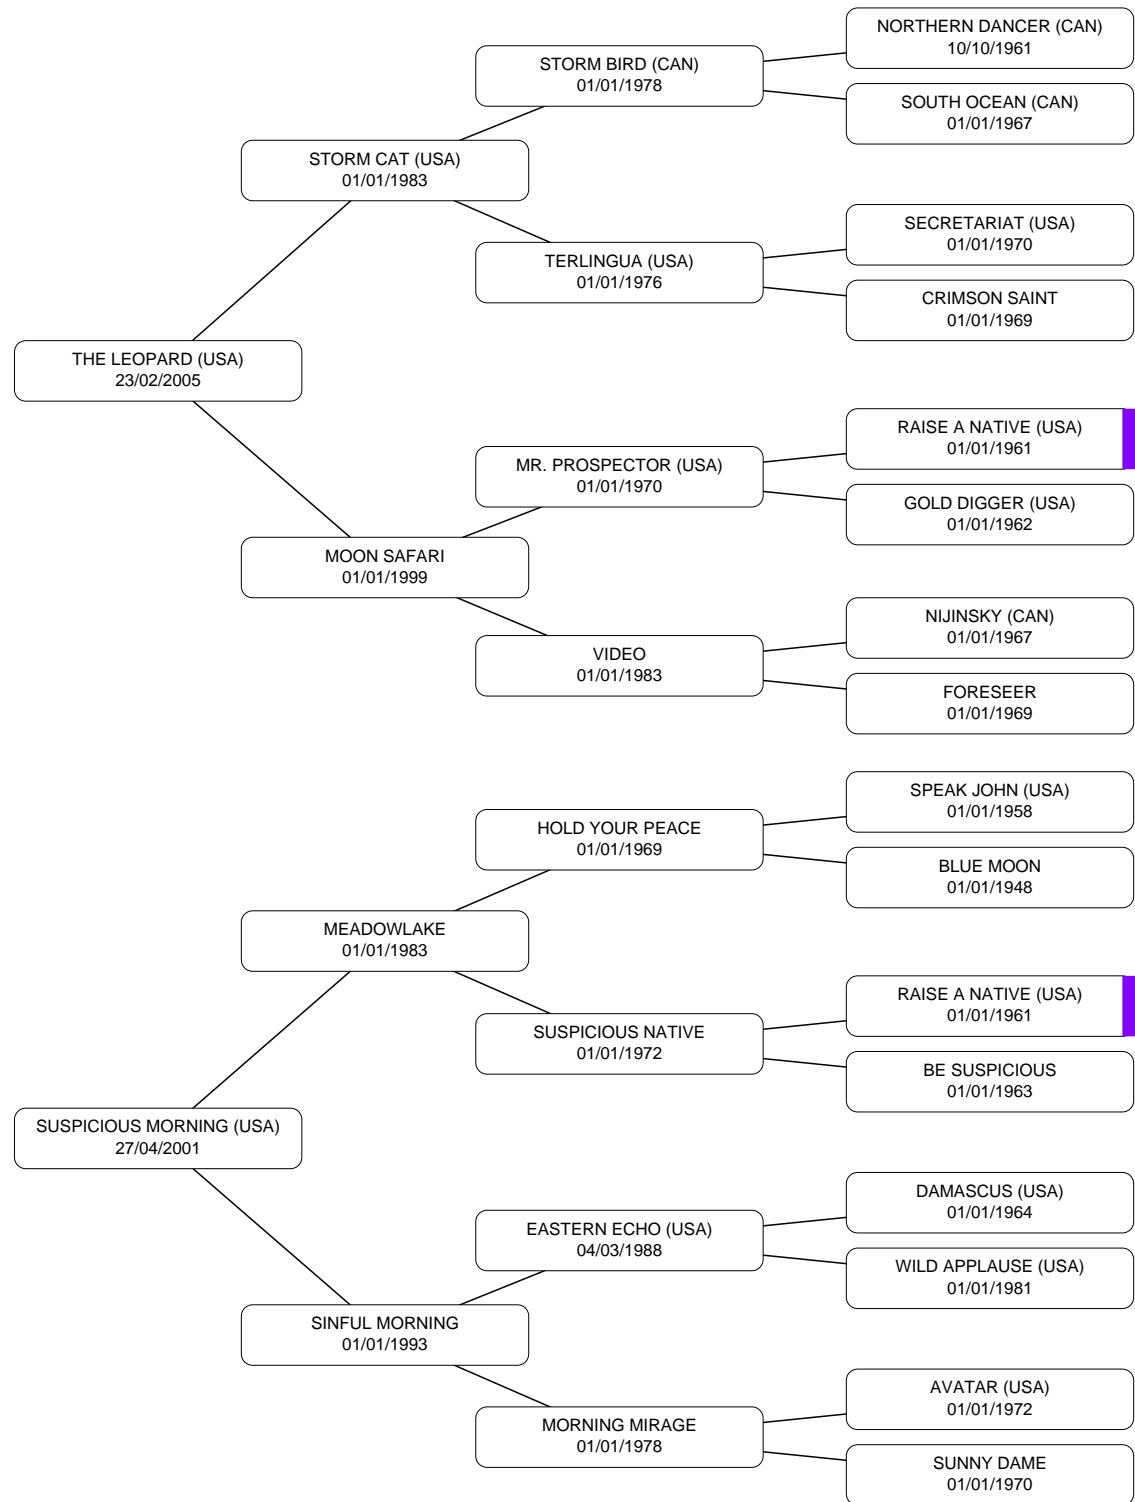 NORTHERN DANCER (CAN)
10/10/1961
STORM BIRD (CAN)
01/01/1978
SOUTH OCEAN (CAN)
01/01/1967
STORM CAT (USA)
01/01/1983
SECRETARIAT (USA)
01/01/1970
TERLINGUA (USA)
01/01/1976
CRIMSON SAINT
01/01/1969
THE LEOPARD (USA)
23/02/2005
RAISE A NATIVE (USA)
01/01/1961
MR. PROSPECTOR (USA)
01/01/1970
GOLD DIGGER (USA)
01/01/1962
MOON SAFARI
01/01/1999
NIJINSKY (CAN)
01/01/1967
VIDEO
01/01/1983
FORESEER
01/01/1969
SPEAK JOHN (USA)
01/01/1958
HOLD YOUR PEACE
01/01/1969
BLUE MOON
01/01/1948
MEADOWLAKE
01/01/1983
RAISE A NATIVE (USA)
01/01/1961
SUSPICIOUS NATIVE
01/01/1972
BE SUSPICIOUS
01/01/1963
SUSPICIOUS MORNING (USA)
27/04/2001
DAMASCUS (USA)
01/01/1964
EASTERN ECHO (USA)
04/03/1988
WILD APPLAUSE (USA)
01/01/1981
SINFUL MORNING
01/01/1993
AVATAR (USA)
01/01/1972
MORNING MIRAGE
01/01/1978
SUNNY DAME
01/01/1970